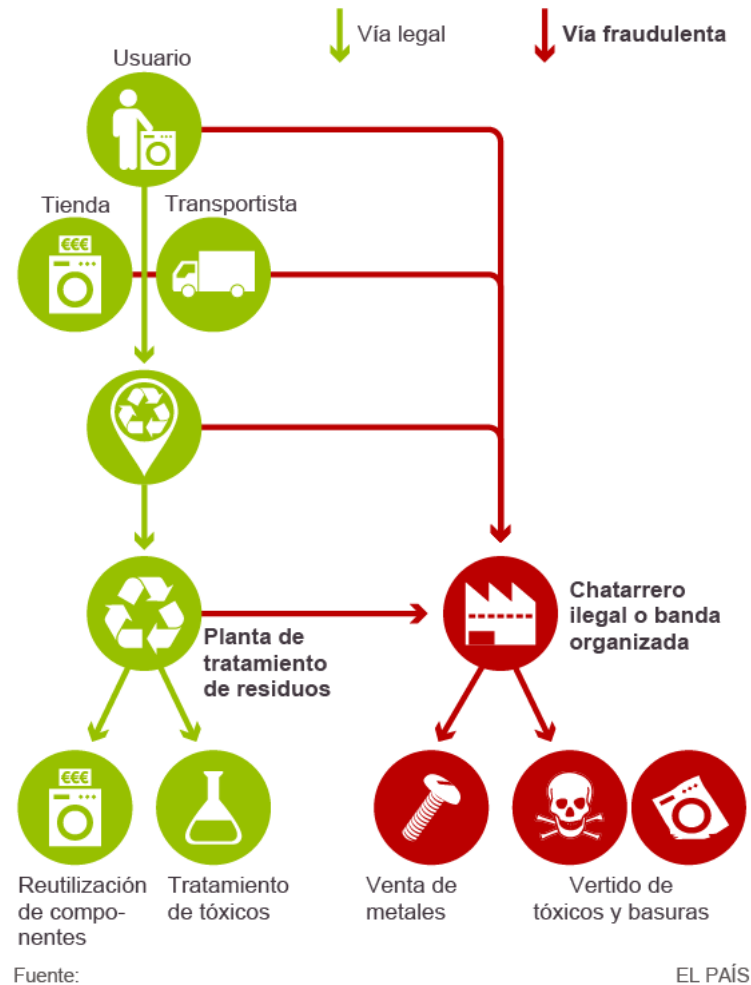 Vía legal
Vía fraudulenta
Usuario
Tienda
Transportista
€€€
Planta de
tratamiento
de residuos
Chatarrero
ilegal o banda
organizada
€€€
Reutilización
de compo-
nentes
Tratamiento
de tóxicos
Venta de
metales
Vertido de
tóxicos y basuras
Fuente:
EL PAÍS